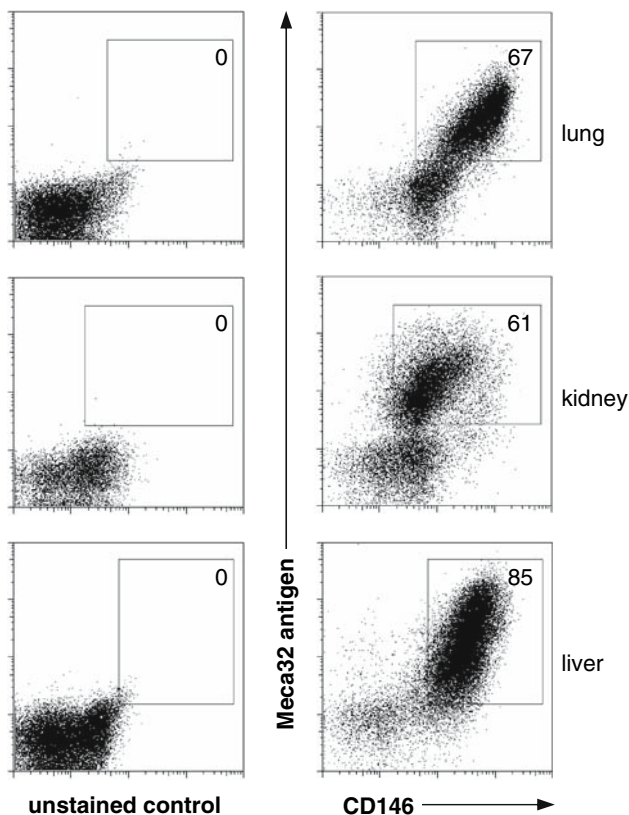 0
67
lung
0
61
kidney
Meca32 antigen
0
85
liver
unstained control
CD146